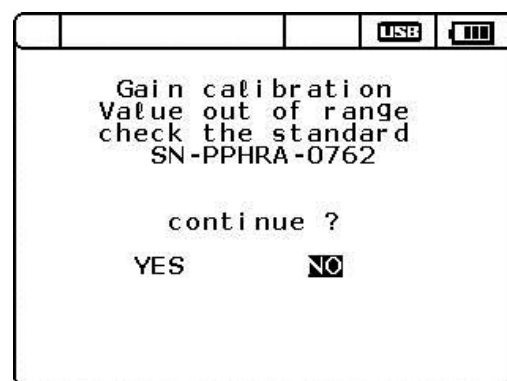 USB
Gain calibration
Value out of range
check the standard
SN-PPHRA-0762
continue ?
YES NO